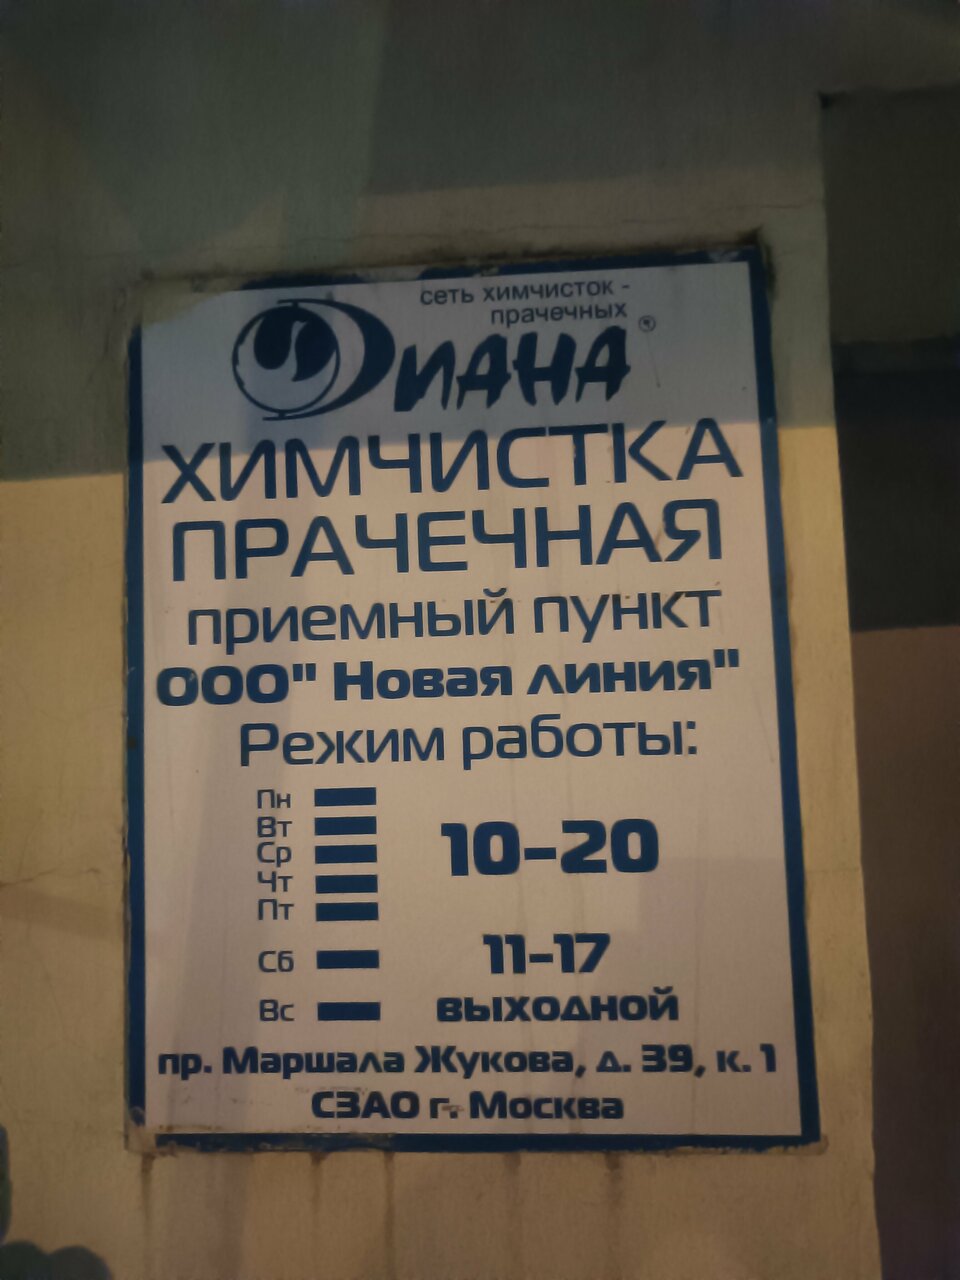 сеть химчисток -
прачечных
Диана ®
ХИМЧИСТКА
ПРАЧЕЧНАЯ
приемный пункт
ООО" Новая линия"
Режим работы:
Пн
Вт
Ср 10-20
Чт
Пт
Сб 11-17
Вс выходной
пр. Маршала Жукова, д. 39, к. 1
СЗАО г. Москва